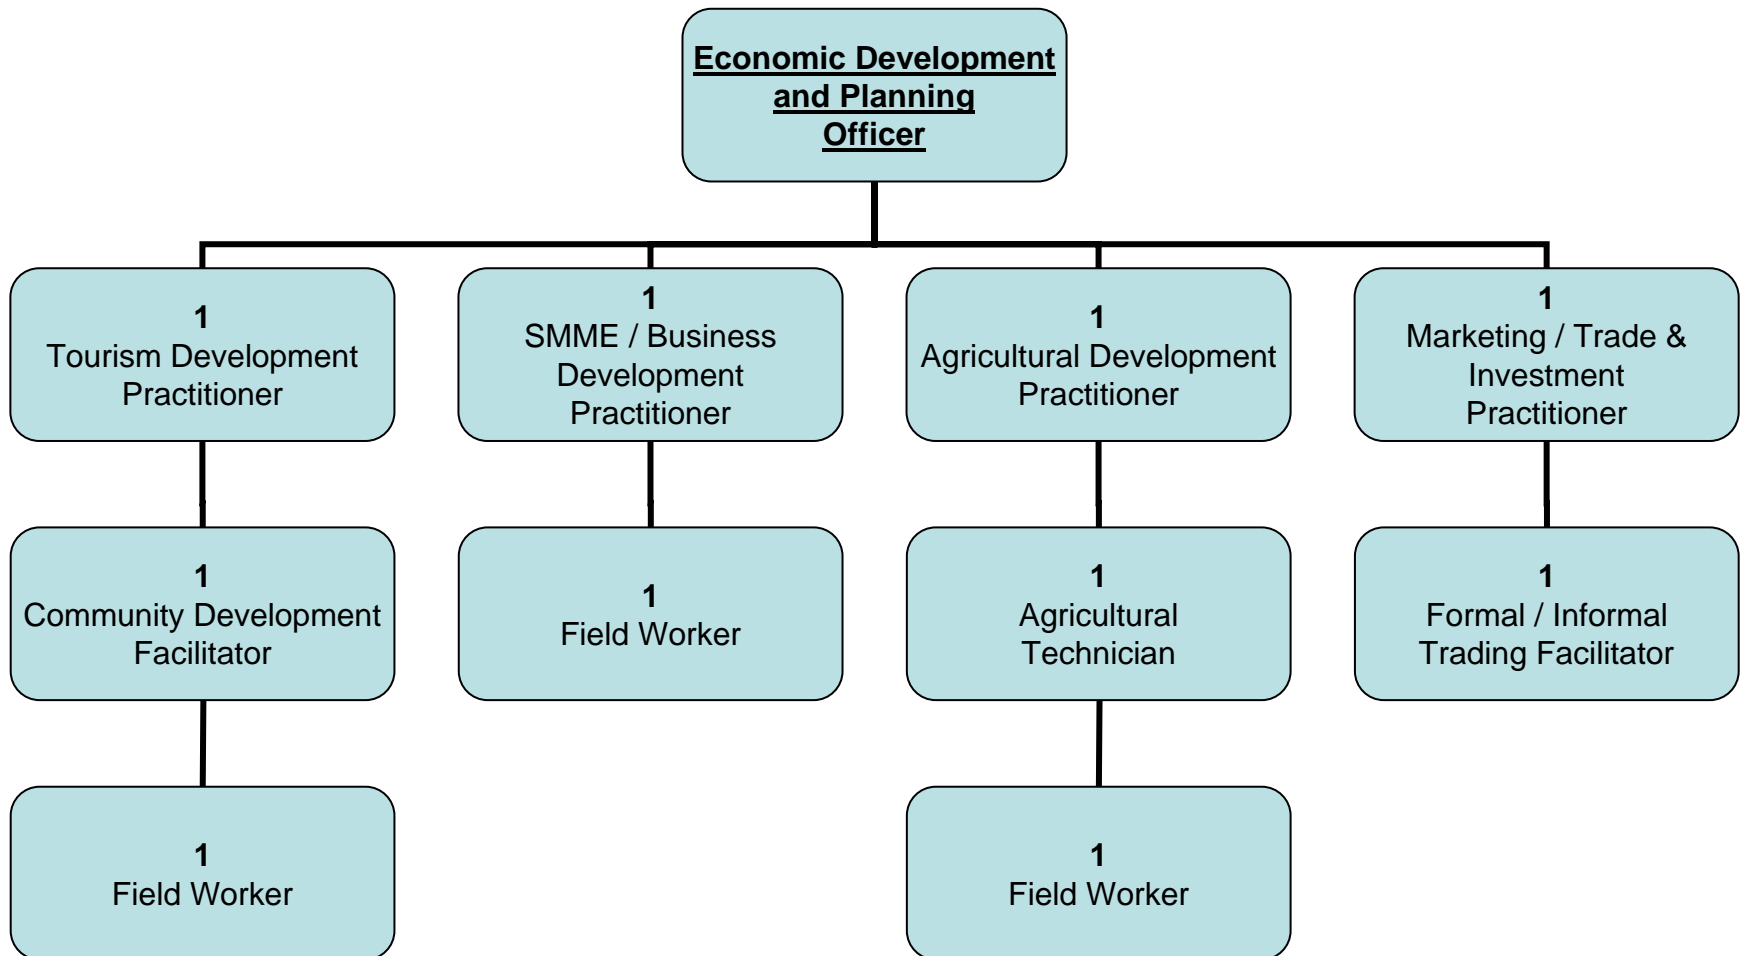 Economic Development
and Planning
Officer
1
Tourism Development
Practitioner
1
SMME / Business
Development
Practitioner
1
Agricultural Development
Practitioner
1
Marketing / Trade &
Investment
Practitioner
1
Community Development
Facilitator
1
Field Worker
1
Agricultural
Technician
1
Formal / Informal
Trading Facilitator
1
Field Worker
1
Field Worker